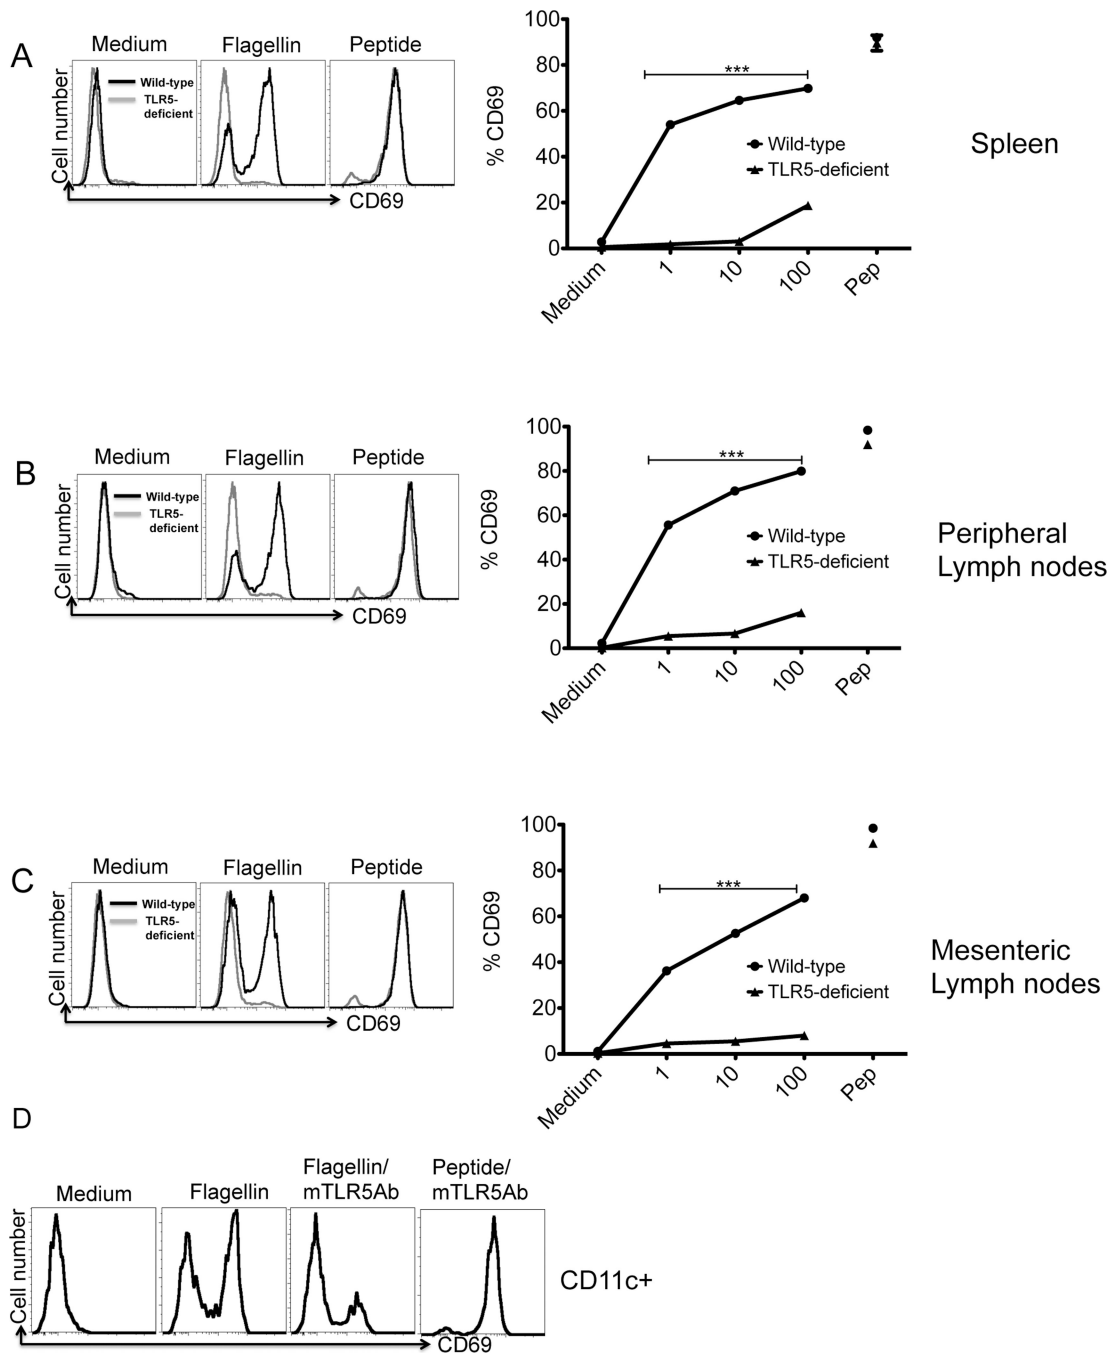 A
Medium
Flagellin
Peptide
Cell number
Wild-type
TLR5-
deficient
CD69
% CD69
100
80
60
40
20
0
***
Wild-type
TLR5-deficient
Medium
1
10
100
Pep
Spleen
B
Medium
Flagellin
Peptide
Cell number
Wild-type
TLR5-
deficient
CD69
% CD69
100
80
60
40
20
0
***
Wild-type
TLR5-deficient
Medium
1
10
100
Pep
Peripheral
Lymph nodes
C
Medium
Flagellin
Peptide
Cell number
Wild-type
TLR5-
deficient
CD69
% CD69
100
80
60
40
20
0
***
Wild-type
TLR5-deficient
Medium
1
10
100
Pep
Mesenteric
Lymph nodes
D
Medium
Flagellin
Flagellin/
mTLR5Ab
Peptide/
mTLR5Ab
Cell number
CD69
CD11c+